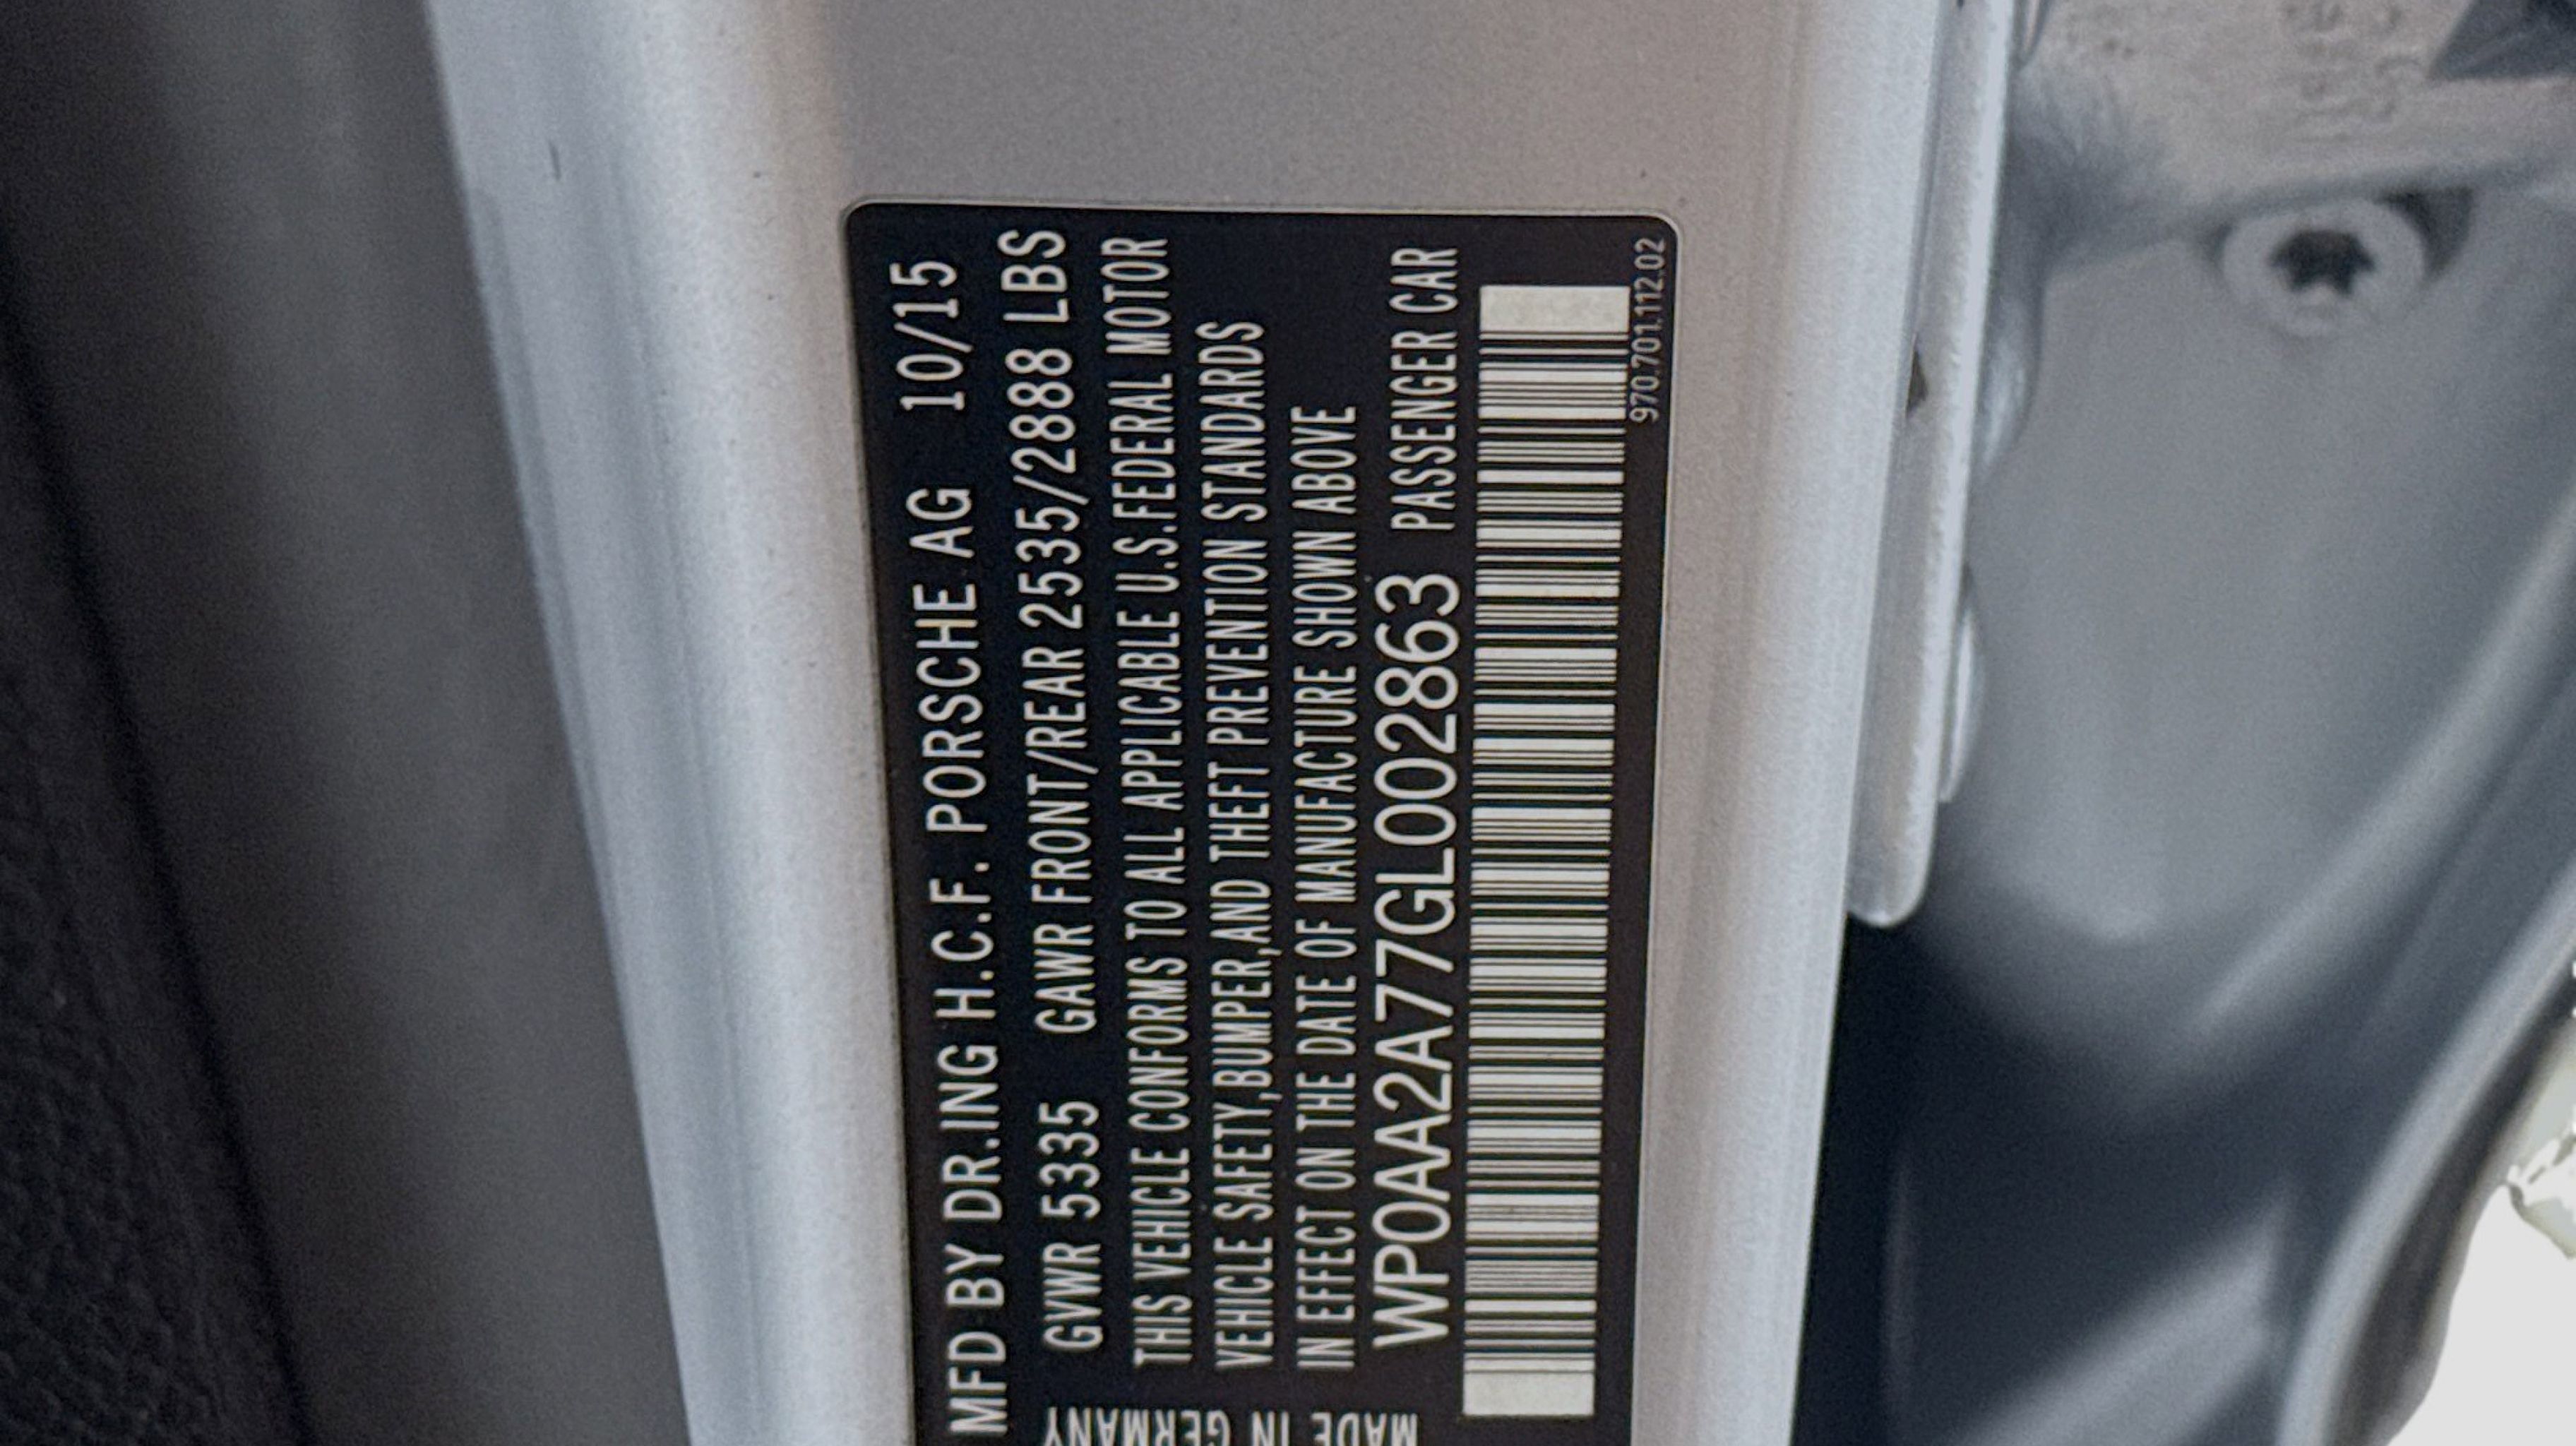 MFD BY DR.ING H.C.F. PORSCHE AG 10/15
GVWR 5335 GAWR FRONT/REAR 2535/2888 LBS
THIS VEHICLE CONFORMS TO ALL APPLICABLE U.S.FEDERAL MOTOR
VEHICLE SAFETY,BUMPER,AND THEFT PREVENTION STANDARDS
IN EFFECT ON THE DATE OF MANUFACTURE SHOWN ABOVE
WP0AA2A77GL002863 PASSENGER CAR
970.701.112.02
MADE IN GERMANY